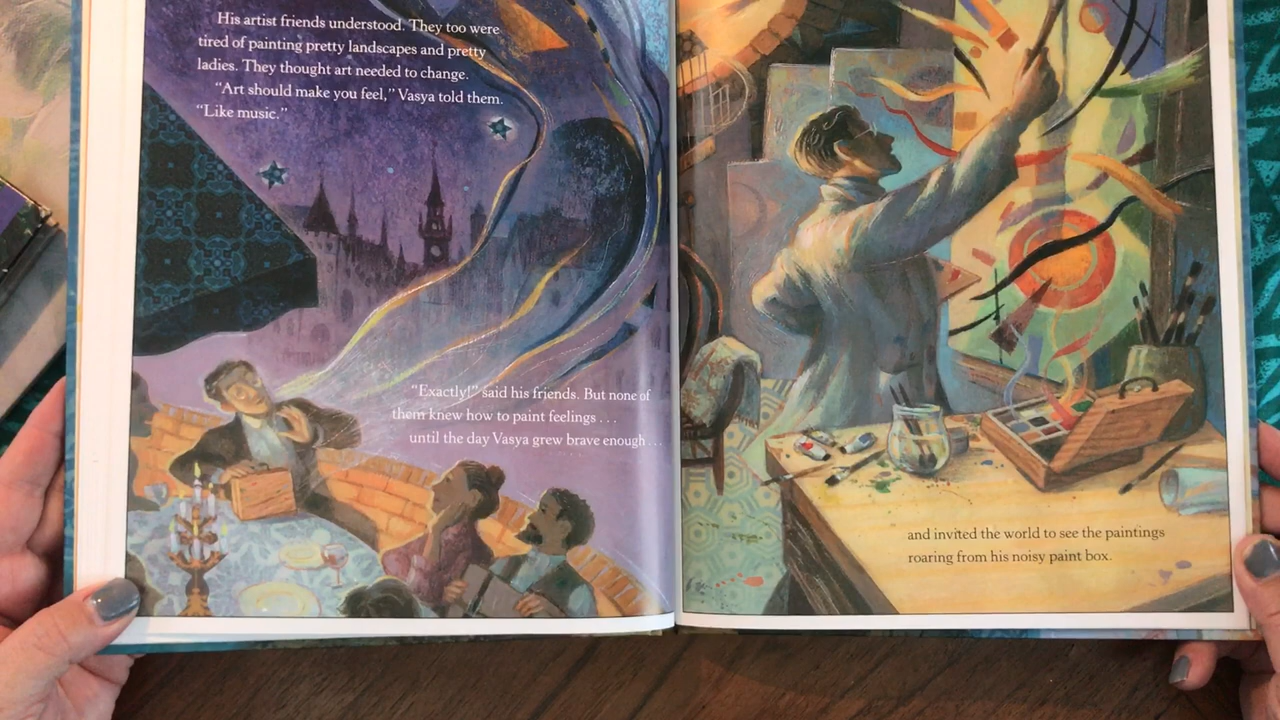 His artist friends understood. They too were
tired of painting pretty landscapes and pretty
ladies. They thought art needed to change.
“Art should make you feel,” Vasya told them.
“Like music.”
“Exactly!” said his friends. But none of
them knew how to paint feelings . . .
until the day Vasya grew brave enough . . .
and invited the world to see the paintings
roaring from his noisy paint box.